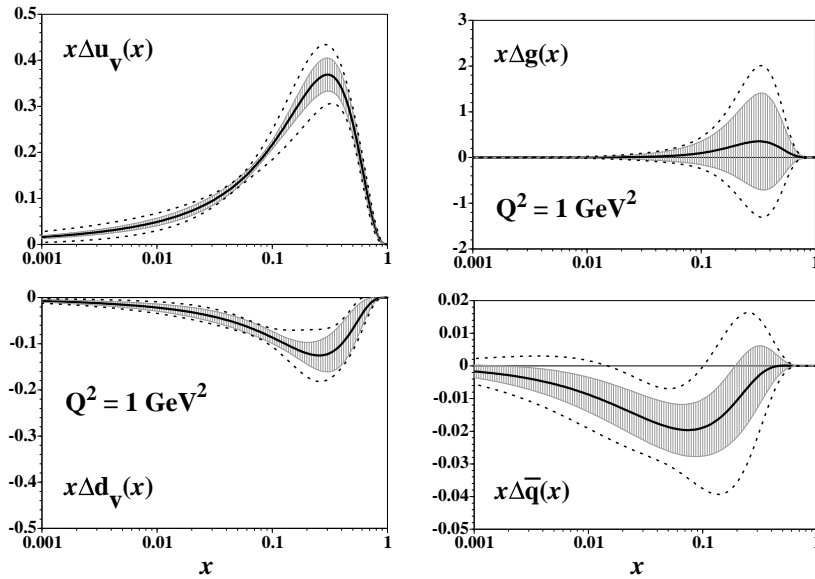 0.5
0.4
0.3
0.2
0.1
0
xΔu_v(x)
0.001 0.01 0.1 1
3
2
1
0
-1
-2
xΔg(x)
Q² = 1 GeV²
0.001 0.01 0.1 1
0
-0.1
-0.2
-0.3
-0.4
-0.5
Q² = 1 GeV²
xΔd_v(x)
0.001 0.01 0.1 1
x
0.02
0.01
0
-0.01
-0.02
-0.03
-0.04
-0.05
xΔq̅(x)
0.001 0.01 0.1 1
x